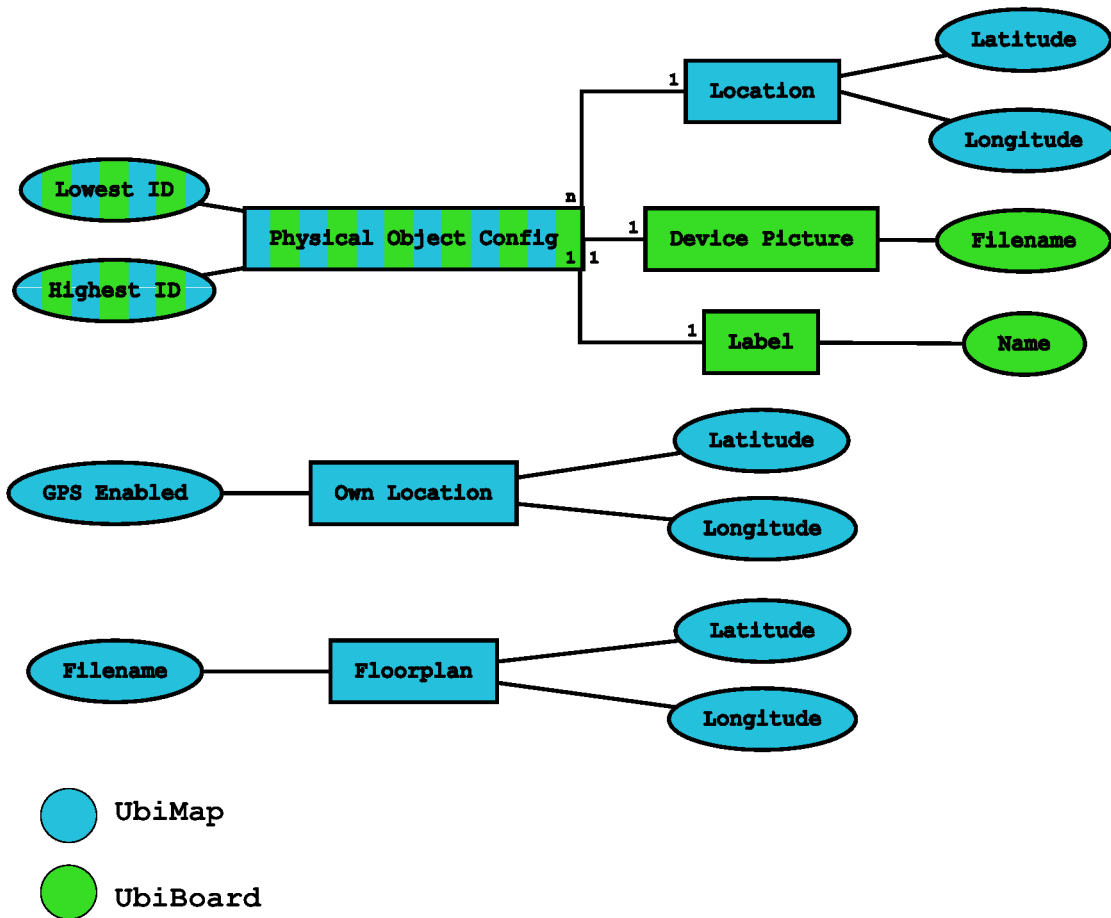 Latitude
1
Location
Longitude
Lowest ID
n
Physical Object Config
1
Device Picture
Filename
1
1
Highest ID
1
Label
Name
Latitude
GPS Enabled
Own Location
Longitude
Latitude
Filename
Floorplan
Longitude
UbiMap
UbiBoard